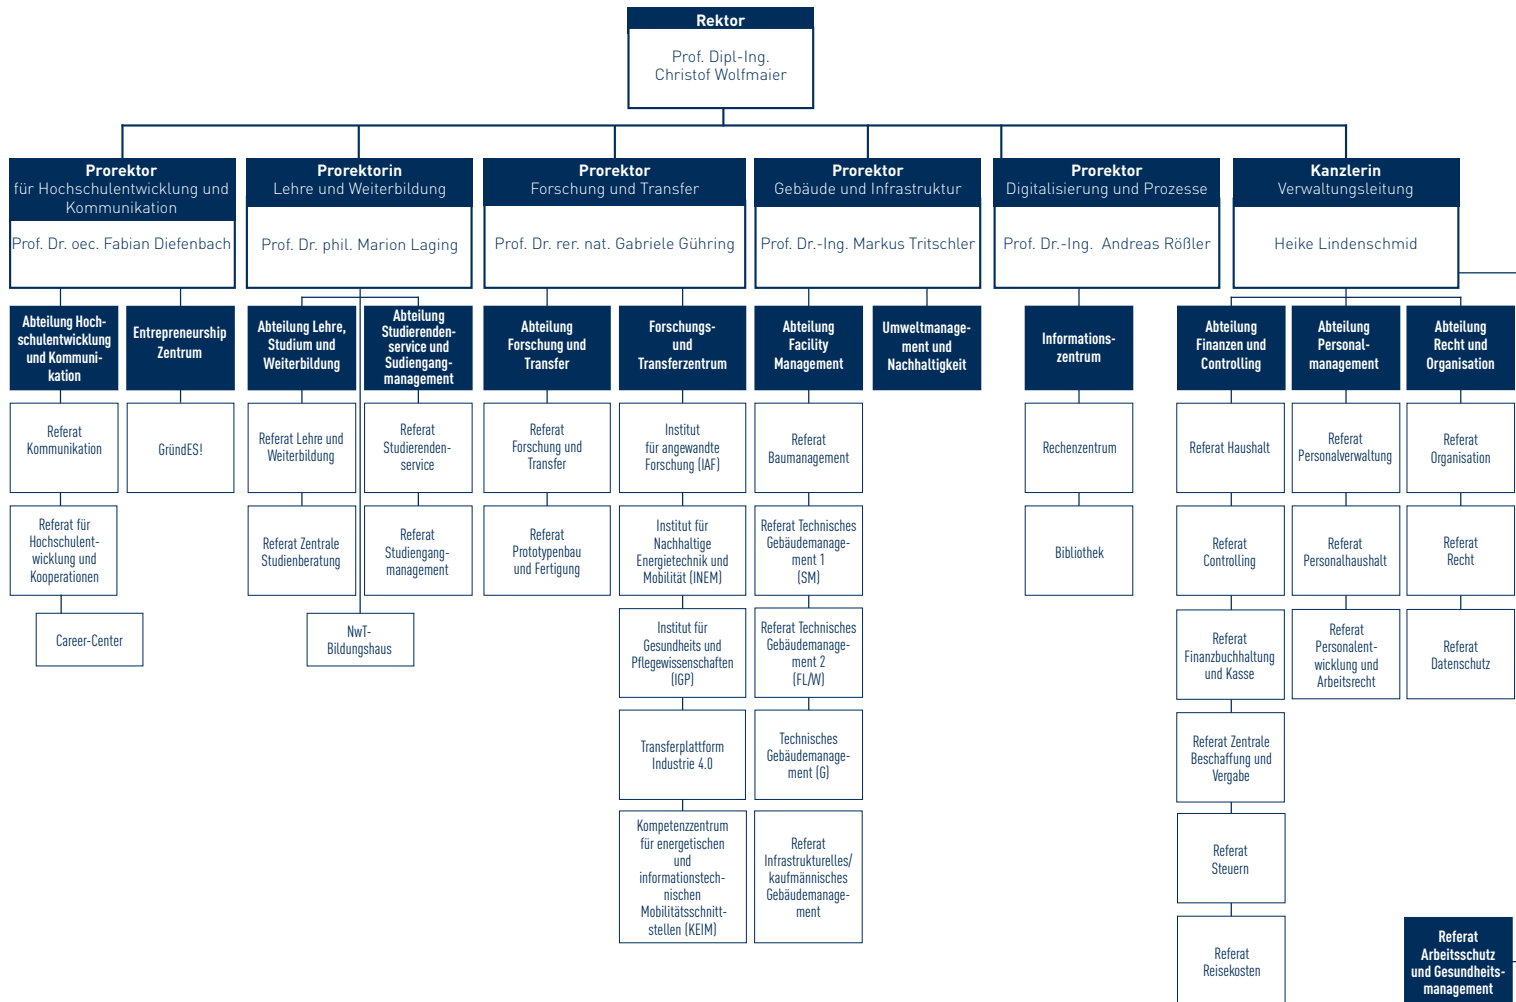 Rektor
Prof. Dipl-Ing.
Christof Wolfmaier
Prorektor
für Hochschulentwicklung und
Kommunikation
Prof. Dr. oec. Fabian Diefenbach
Prorektorin
Lehre und Weiterbildung
Prof. Dr. phil. Marion Laging
Prorektor
Forschung und Transfer
Prof. Dr. rer. nat. Gabriele Gühring
Prorektor
Gebäude und Infrastruktur
Prof. Dr.-Ing. Markus Tritschler
Prorektor
Digitalisierung und Prozesse
Prof. Dr.-Ing. Andreas Rößler
Kanzlerin
Verwaltungsleitung
Heike Lindenschmid
Abteilung Hoch-
schulentwicklung
und Kommuni-
kation
Entrepreneurship
Zentrum
Abteilung Lehre,
Studium und
Weiterbildung
Abteilung
Studierenden-
service und
Sudiengang-
management
Abteilung
Forschung und
Transfer
Forschungs-
und
Transferzentrum
Abteilung
Facility
Management
Umweltmanage-
ment und
Nachhaltigkeit
Informations-
zentrum
Abteilung
Finanzen und
Controlling
Abteilung
Personal-
management
Abteilung
Recht und
Organisation
Referat
Kommunikation
GründES!
Referat Lehre und
Weiterbildung
Referat
Studierenden-
service
Referat
Forschung und
Transfer
Institut
für angewandte
Forschung (IAF)
Referat
Baumanagement
Rechenzentrum
Referat Haushalt
Referat
Personalverwaltung
Referat
Organisation
Referat für
Hochschulent-
wicklung und
Kooperationen
Referat Zentrale
Studienberatung
Referat
Studiengang-
management
Referat
Prototypenbau
und Fertigung
Institut für
Nachhaltige
Energietechnik und
Mobilität (INEM)
Referat Technisches
Gebäudemanage-
ment 1
(SM)
Bibliothek
Referat
Controlling
Referat
Personalhaushalt
Referat
Recht
Career-Center
NwT-
Bildungshaus
Institut für
Gesundheits und
Pflegewissenschaften
(IGP)
Referat Technisches
Gebäudemanage-
ment 2
(FL/W)
Referat
Finanzbuchhaltung
und Kasse
Referat
Personalent-
wicklung und
Arbeitsrecht
Referat
Datenschutz
Transferplattform
Industrie 4.0
Technisches
Gebäudemanage-
ment (G)
Referat Zentrale
Beschaffung und
Vergabe
Kompetenzzentrum
für energetischen
und
informationstech-
nischen
Mobilitätsschnitt-
stellen (KEIM)
Referat
Infrastrukturelles/
kaufmännisches
Gebäudemanage-
ment
Referat
Steuern
Referat
Reisekosten
Referat
Arbeitsschutz
und Gesundheits-
management